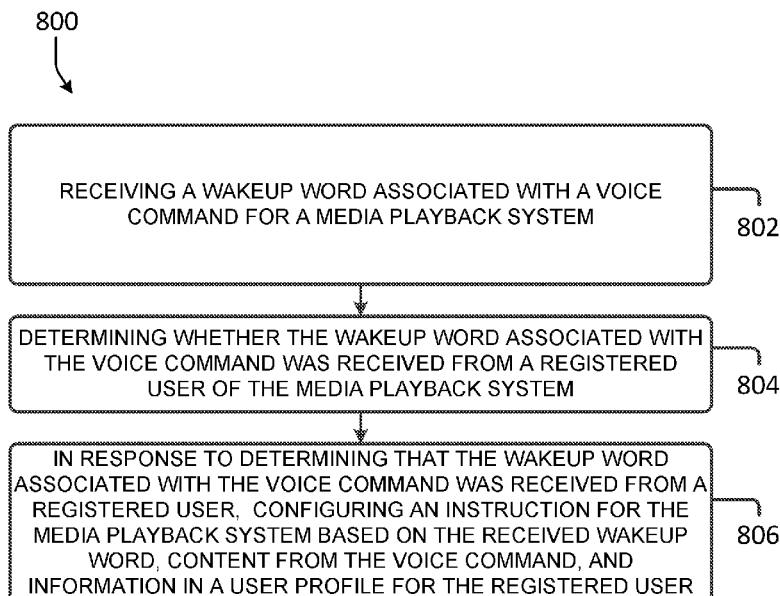 800
RECEIVING A WAKEUP WORD ASSOCIATED WITH A VOICE
COMMAND FOR A MEDIA PLAYBACK SYSTEM
802
DETERMINING WHETHER THE WAKEUP WORD ASSOCIATED WITH
THE VOICE COMMAND WAS RECEIVED FROM A REGISTERED
USER OF THE MEDIA PLAYBACK SYSTEM
804
IN RESPONSE TO DETERMINING THAT THE WAKEUP WORD
ASSOCIATED WITH THE VOICE COMMAND WAS RECEIVED FROM A
REGISTERED USER, CONFIGURING AN INSTRUCTION FOR THE
MEDIA PLAYBACK SYSTEM BASED ON THE RECEIVED WAKEUP
WORD, CONTENT FROM THE VOICE COMMAND, AND
INFORMATION IN A USER PROFILE FOR THE REGISTERED USER
806